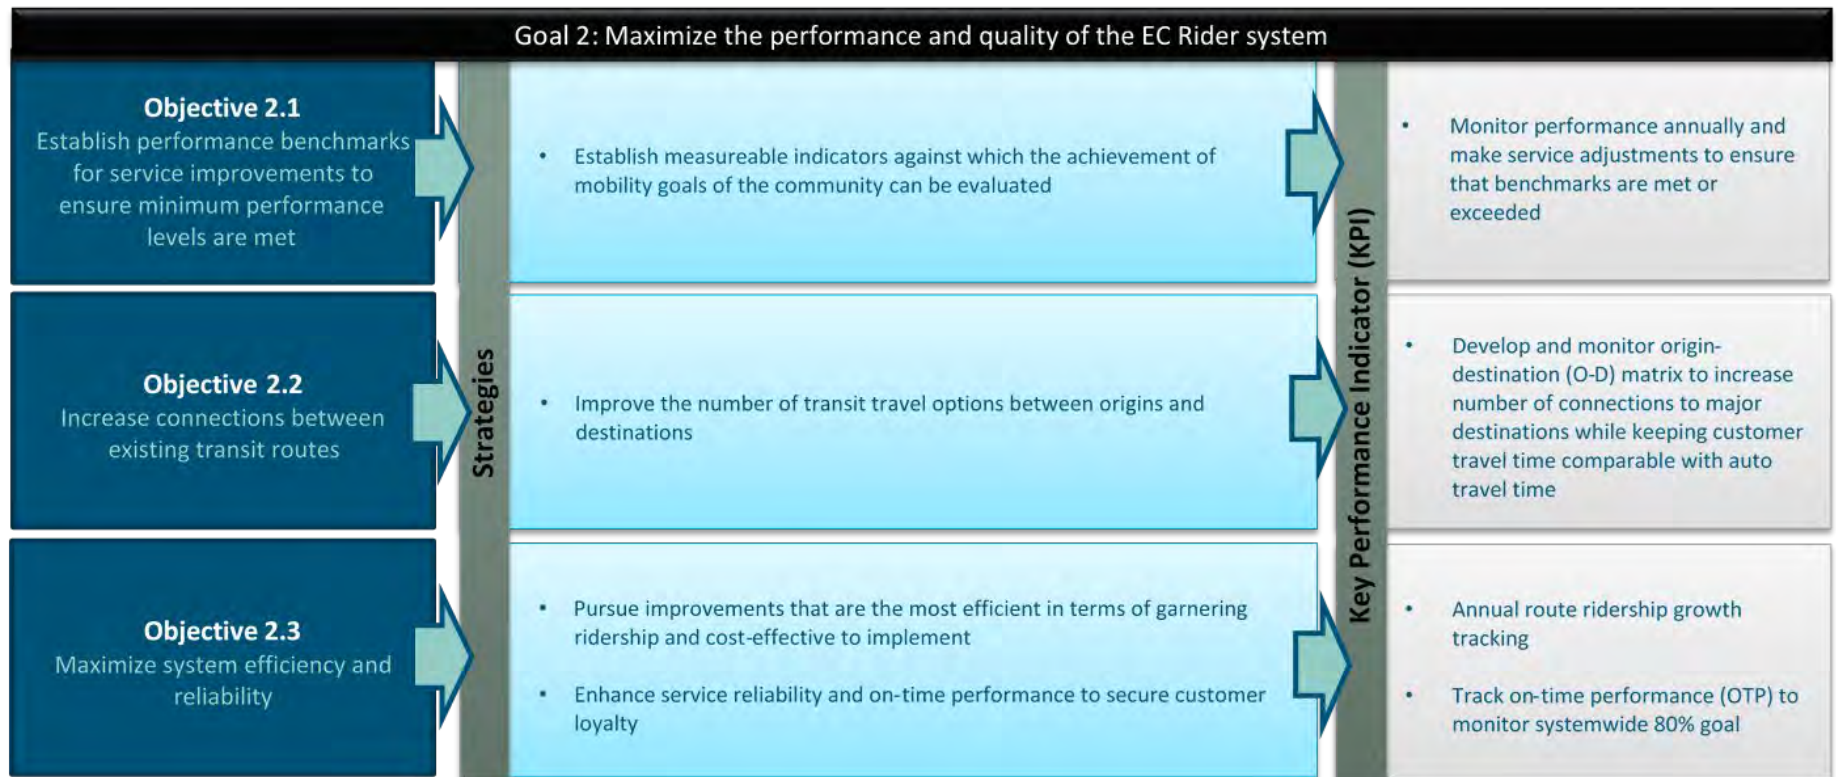 Goal 2: Maximize the performance and quality of the EC Rider system
Objective 2.1
Establish performance benchmarks
for service improvements to
ensure minimum performance
levels are met
Strategies
• Establish measureable indicators against which the achievement of
mobility goals of the community can be evaluated
Key Performance Indicator (KPI)
• Monitor performance annually and
make service adjustments to ensure
that benchmarks are met or
exceeded
Objective 2.2
Increase connections between
existing transit routes
• Improve the number of transit travel options between origins and
destinations
• Develop and monitor origin-
destination (O-D) matrix to increase
number of connections to major
destinations while keeping customer
travel time comparable with auto
travel time
Objective 2.3
Maximize system efficiency and
reliability
• Pursue improvements that are the most efficient in terms of garnering
ridership and cost-effective to implement
• Enhance service reliability and on-time performance to secure customer
loyalty
• Annual route ridership growth
tracking
• Track on-time performance (OTP) to
monitor systemwide 80% goal